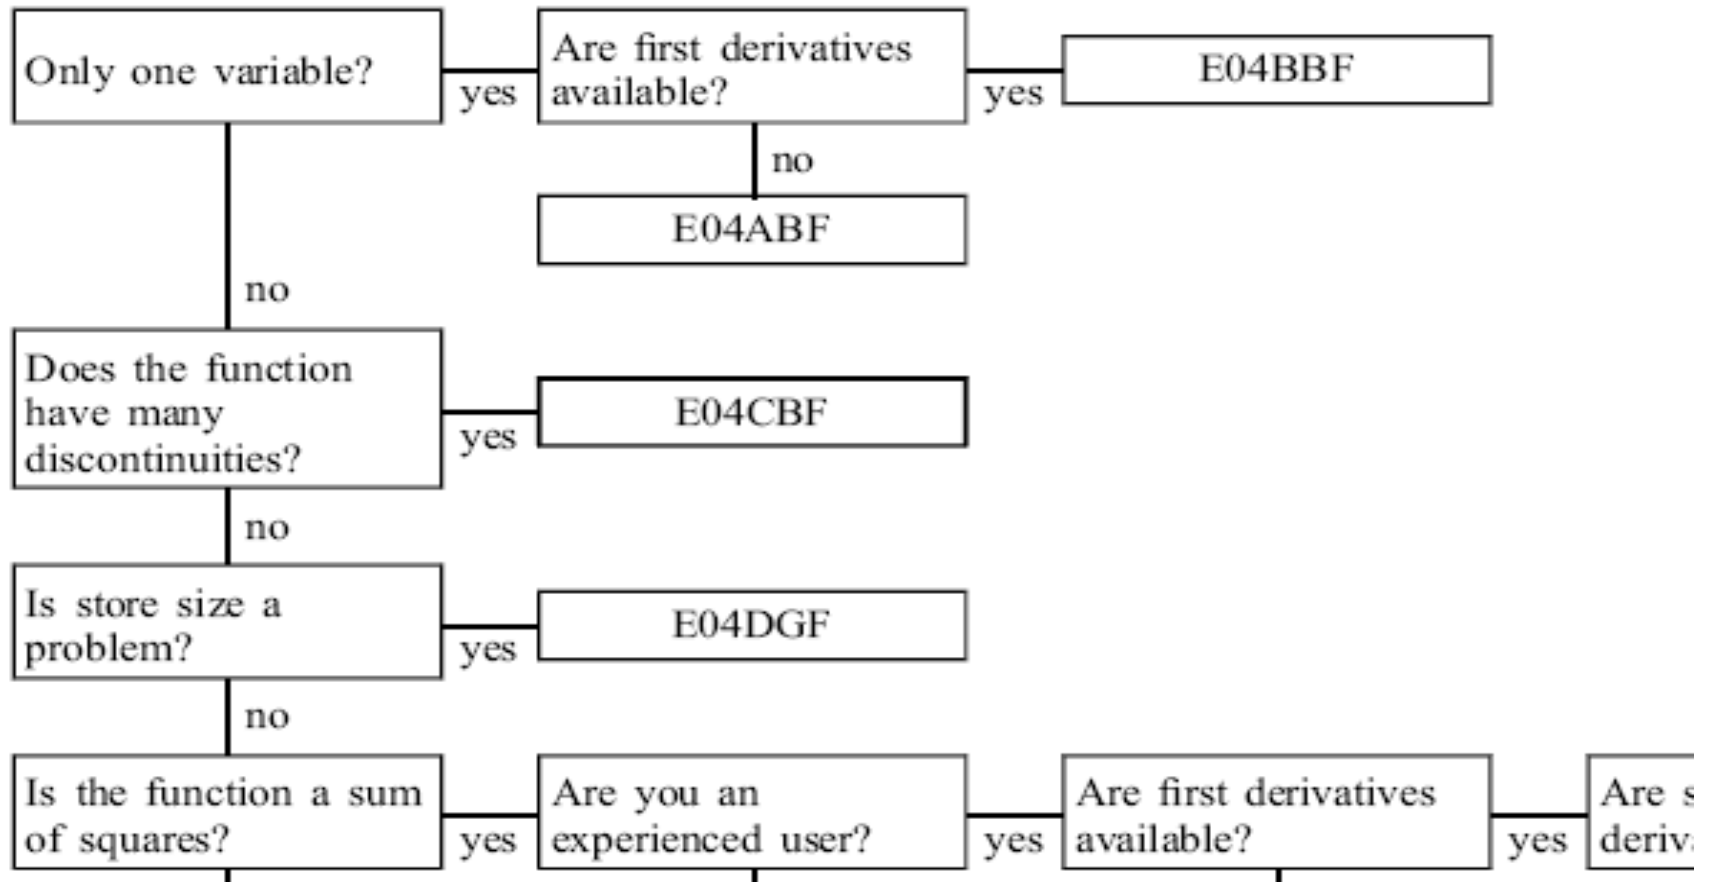 Only one variable?
yes
Are first derivatives
available?
yes
E04BBF
no
E04ABF
no
Does the function
have many
discontinuities?
yes
E04CBF
no
Is store size a
problem?
yes
E04DGF
no
Is the function a sum
of squares?
yes
Are you an
experienced user?
yes
Are first derivatives
available?
yes
Are